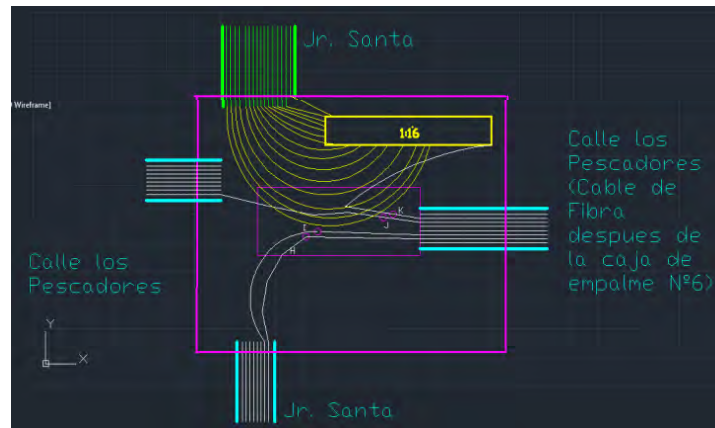 Jr. Santa
Wireframe]
1:16
Calle los
Pescadores
(Cable de
Fibra
despues de
la caja de
empalme Nº6)
K
J
A
Calle los
Pescadores
Y
X
Jr. Santa